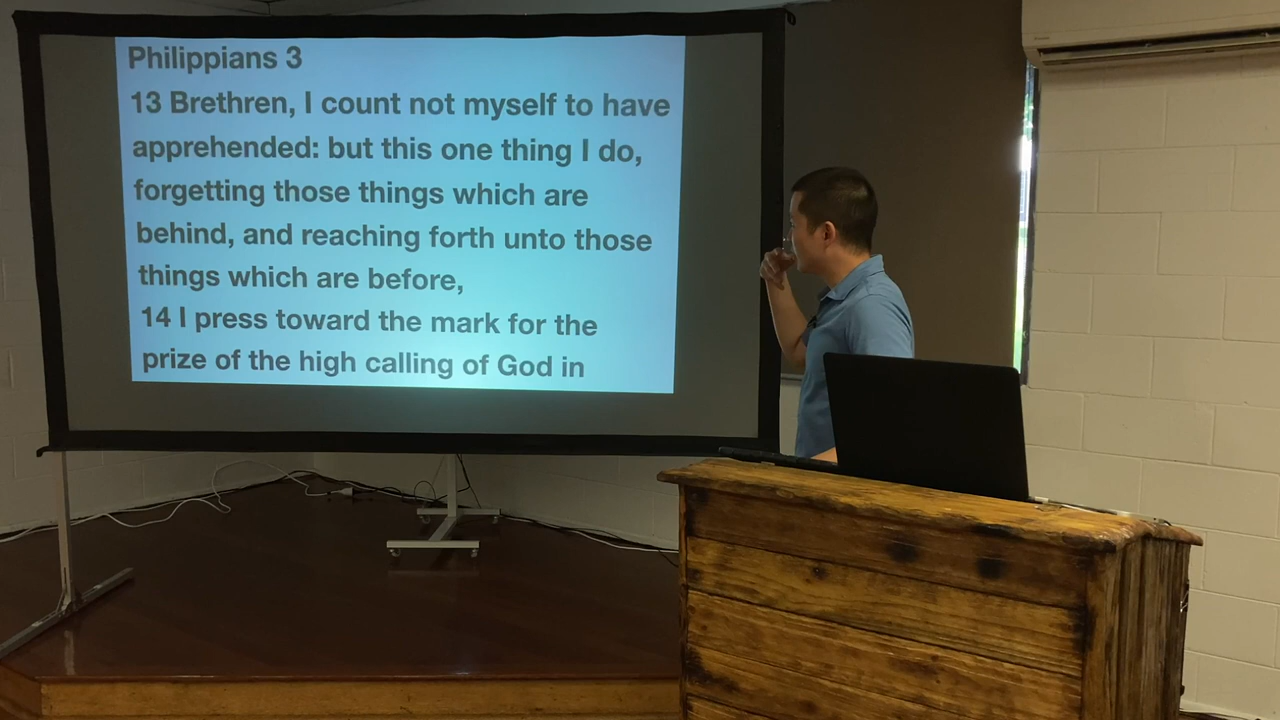 Philippians 3
13 Brethren, I count not myself to have
apprehended: but this one thing I do,
forgetting those things which are
behind, and reaching forth unto those
things which are before,
14 I press toward the mark for the
prize of the high calling of God in